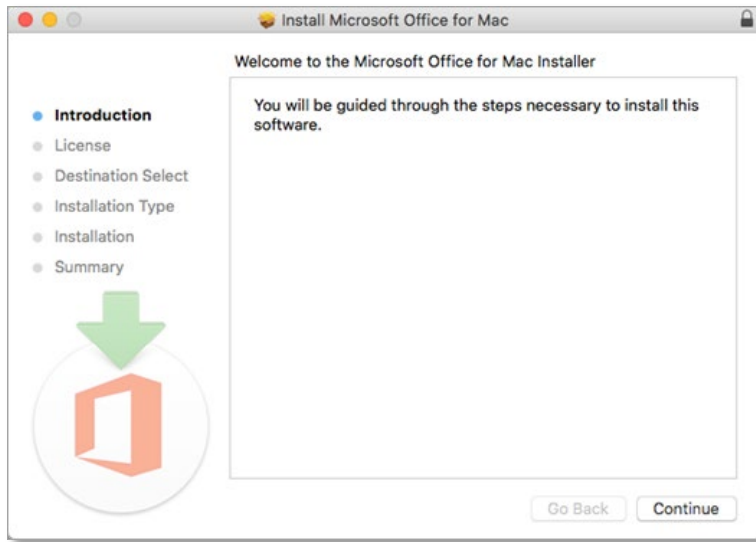 Install Microsoft Office for Mac
Welcome to the Microsoft Office for Mac Installer
Introduction
License
Destination Select
Installation Type
Installation
Summary
You will be guided through the steps necessary to install this
software.
Go Back
Continue